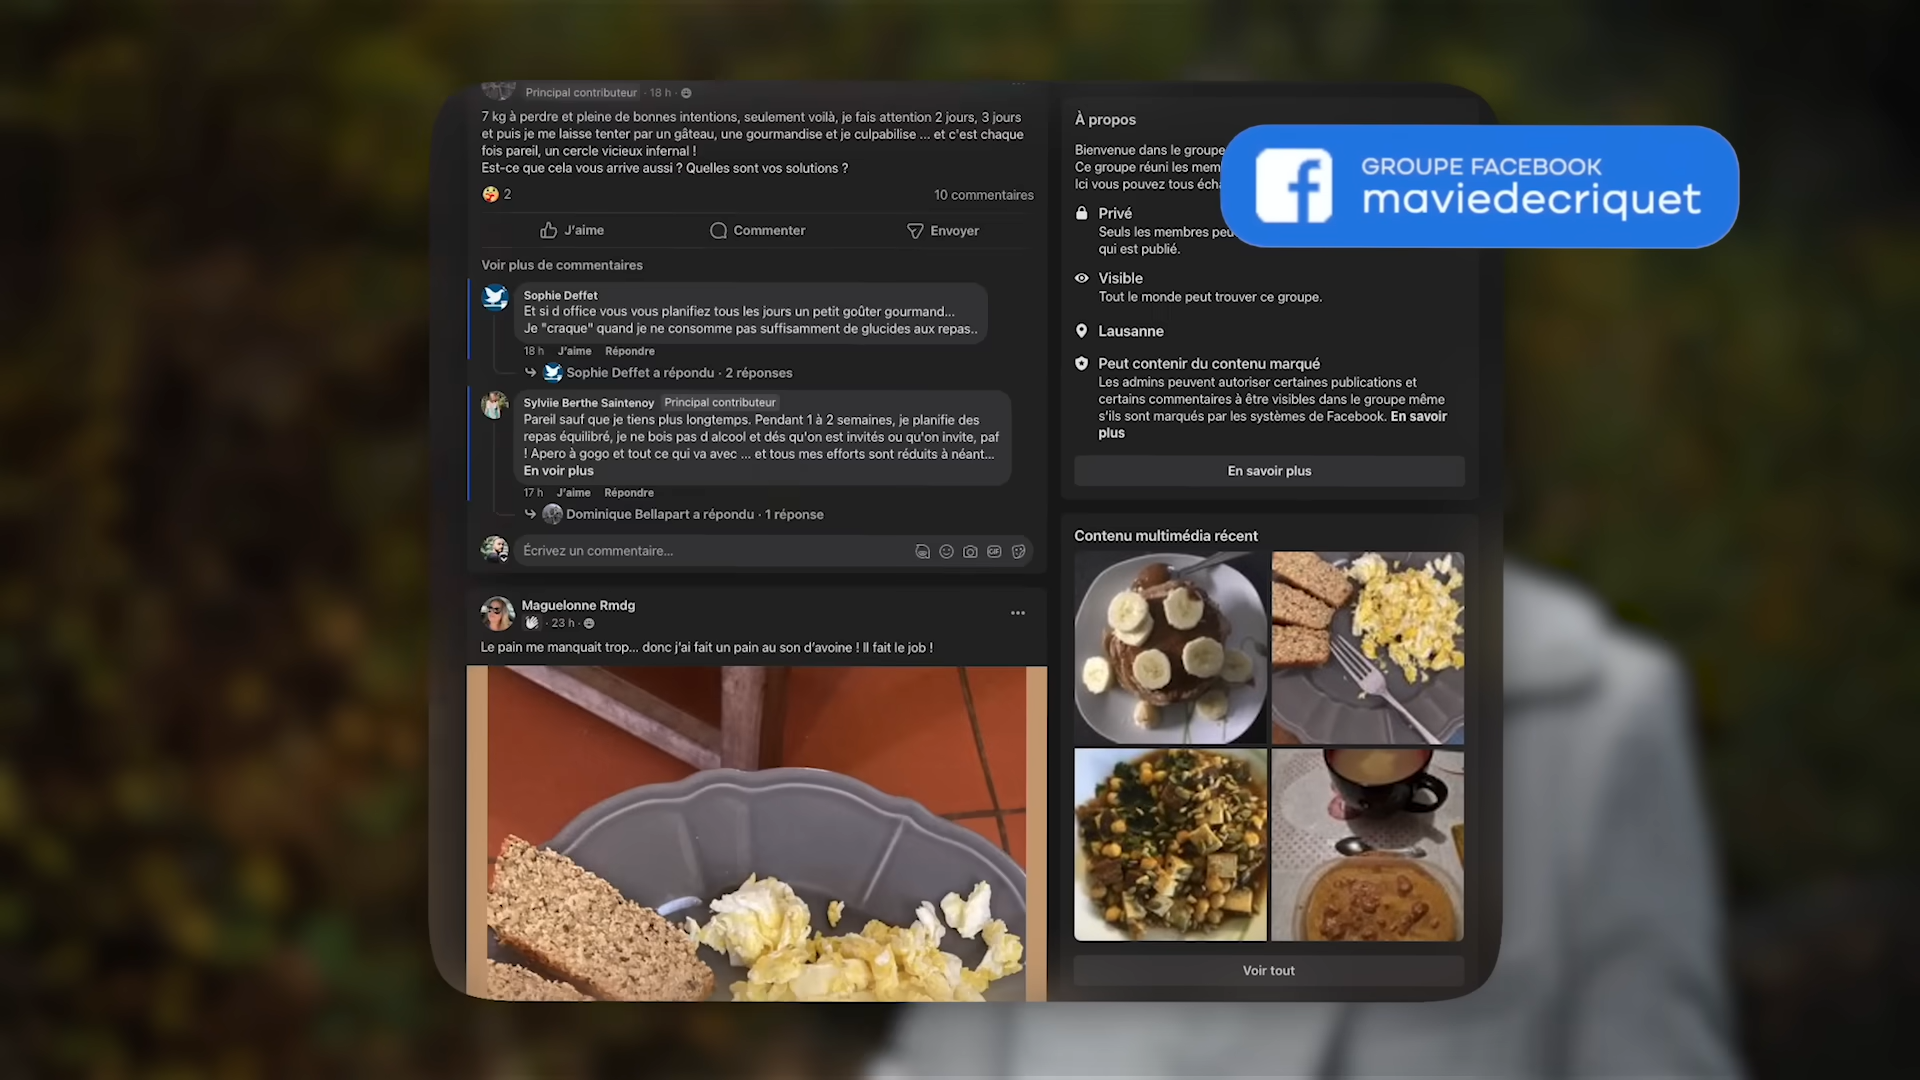 Principal contributeur · 18 h ·
7 kg à perdre et pleine de bonnes intentions, seulement voilà, je fais attention 2 jours, 3 jours
et puis je me laisse tenter par un gâteau, une gourmandise et je culpabilise ... et c'est chaque
fois pareil, un cercle vicieux infernal !
Est-ce que cela vous arrive aussi ? Quelles sont vos solutions ?
2
10 commentaires
J'aime
Commenter
Envoyer
Voir plus de commentaires
Sophie Deffet
Et si d office vous vous planifiez tous les jours un petit goûter gourmand...
Je "craque" quand je ne consomme pas suffisamment de glucides aux repas..
18 h J'aime Répondre
Sophie Deffet a répondu · 2 réponses
Sylviie Berthe Saintenoy Principal contributeur
Pareil sauf que je tiens plus longtemps. Pendant 1 à 2 semaines, je planifie des
repas équilibré, je ne bois pas d alcool et dés qu'on est invités ou qu'on invite, paf
! Apero à gogo et tout ce qui va avec ... et tous mes efforts sont réduits à néant...
En voir plus
17 h J'aime Répondre
Dominique Bellapart a répondu · 1 réponse
Écrivez un commentaire...
GIF
Maguelonne Rmdg
· 23 h ·
Le pain me manquait trop... donc j'ai fait un pain au son d'avoine ! Il fait le job !
À propos
Bienvenue dans le groupe
Ce groupe réuni les mem
Ici vous pouvez tous éch
Privé
Seuls les membres peu
qui est publié.
Visible
Tout le monde peut trouver ce groupe.
Lausanne
Peut contenir du contenu marqué
Les admins peuvent autoriser certaines publications et
certains commentaires à être visibles dans le groupe même
s'ils sont marqués par les systèmes de Facebook. En savoir
plus
En savoir plus
Contenu multimédia récent
Voir tout
GROUPE FACEBOOK
maviedecriquet